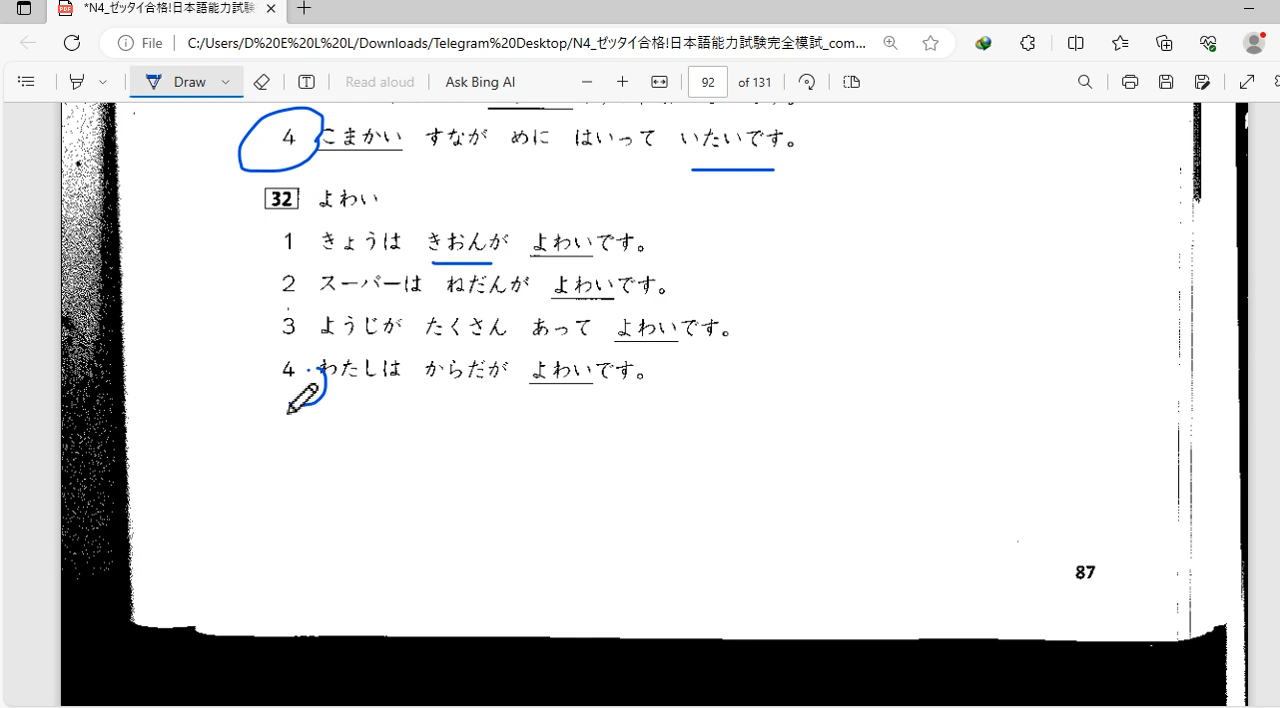 *N4_ゼッタイ合格!日本語能力試験
File C:/Users/D%20E%20L%20L/Downloads/Telegram%20Desktop/N4_ゼッタイ合格!日本語能力試験完全模試_com...
Draw Read aloud Ask Bing AI 92 of 131
4 こまかい すなが めに はいって いたいです。
32 よわい
1 きょうは きおんが よわいです。
2 スーパーは ねだんが よわいです。
3 ようじが たくさん あって よわいです。
4 わたしは からだが よわいです。
87